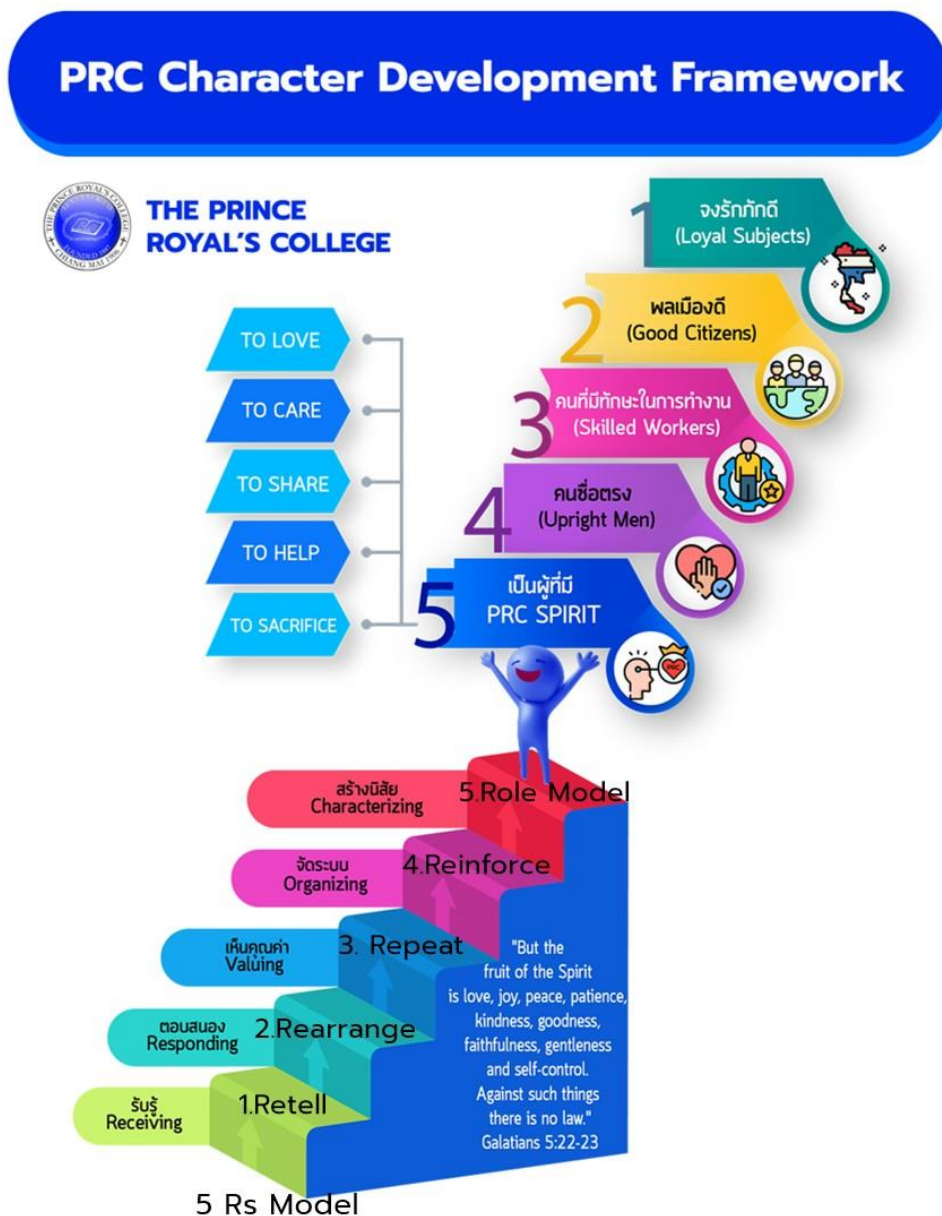 PRC Character Development Framework
THE PRINCE
ROYAL'S COLLEGE
THE PRINCE ROYAL'S COLLEGE
CHIANG MAI 1906
1
จงรักภักดี
(Loyal Subjects)
2
พลเมืองดี
(Good Citizens)
3
คนที่มีทักษะในการทำงาน
(Skilled Workers)
4
คนซื่อตรง
(Upright Men)
5
เป็นผู้ที่มี
PRC SPIRIT
PRC
TO LOVE
TO CARE
TO SHARE
TO HELP
TO SACRIFICE
สร้างนิสัย
Characterizing
5.Role Model
จัดระบบ
Organizing
4.Reinforce
เห็นคุณค่า
Valuing
3. Repeat
ตอบสนอง
Responding
2.Rearrange
รับรู้
Receiving
1.Retell
"But the
fruit of the Spirit
is love, joy, peace, patience,
kindness, goodness,
faithfulness, gentleness
and self-control.
Against such things
there is no law."
Galatians 5:22-23
5 Rs Model